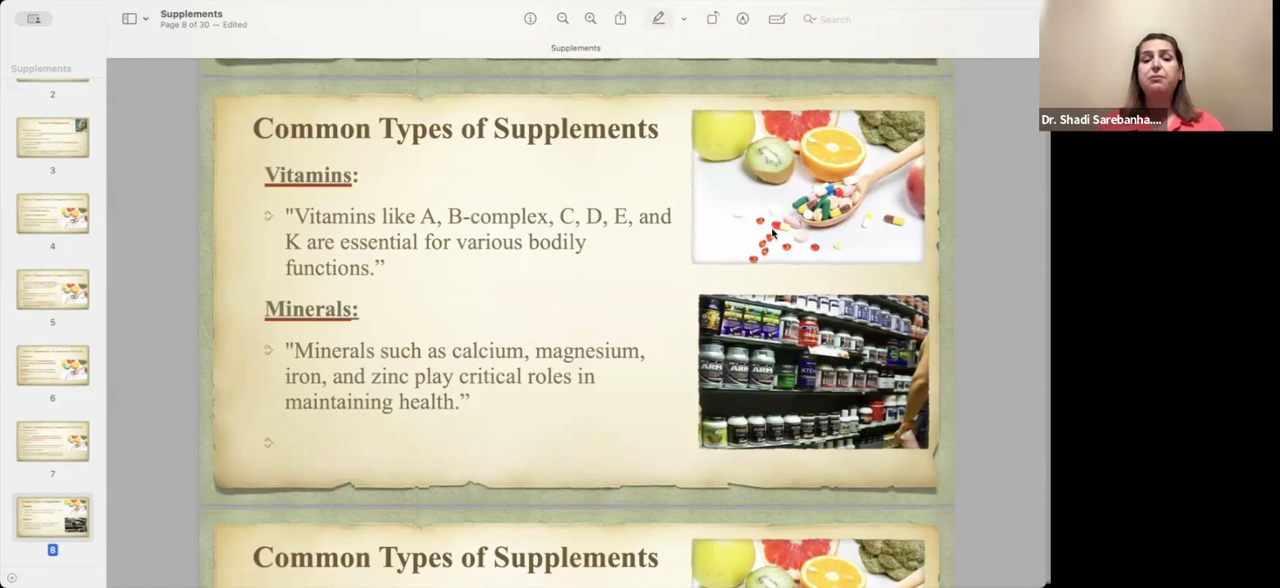 Supplements
Page 8 of 30 — Edited
Search
Supplements
Dr. Shadi Sarebanha....
Supplements
2
3
4
5
6
7
8
Common Types of Supplements
Vitamins:
"Vitamins like A, B-complex, C, D, E, and
K are essential for various bodily
functions.”
Minerals:
"Minerals such as calcium, magnesium,
iron, and zinc play critical roles in
maintaining health.”
Common Types of Supplements